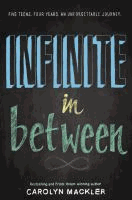 FIVE TEENS. FOUR YEARS. AN UNFORGETTABLE JOURNEY.
INFINITE
in
between
Bestselling and Printz Honor-winning author
CAROLYN MACKLER